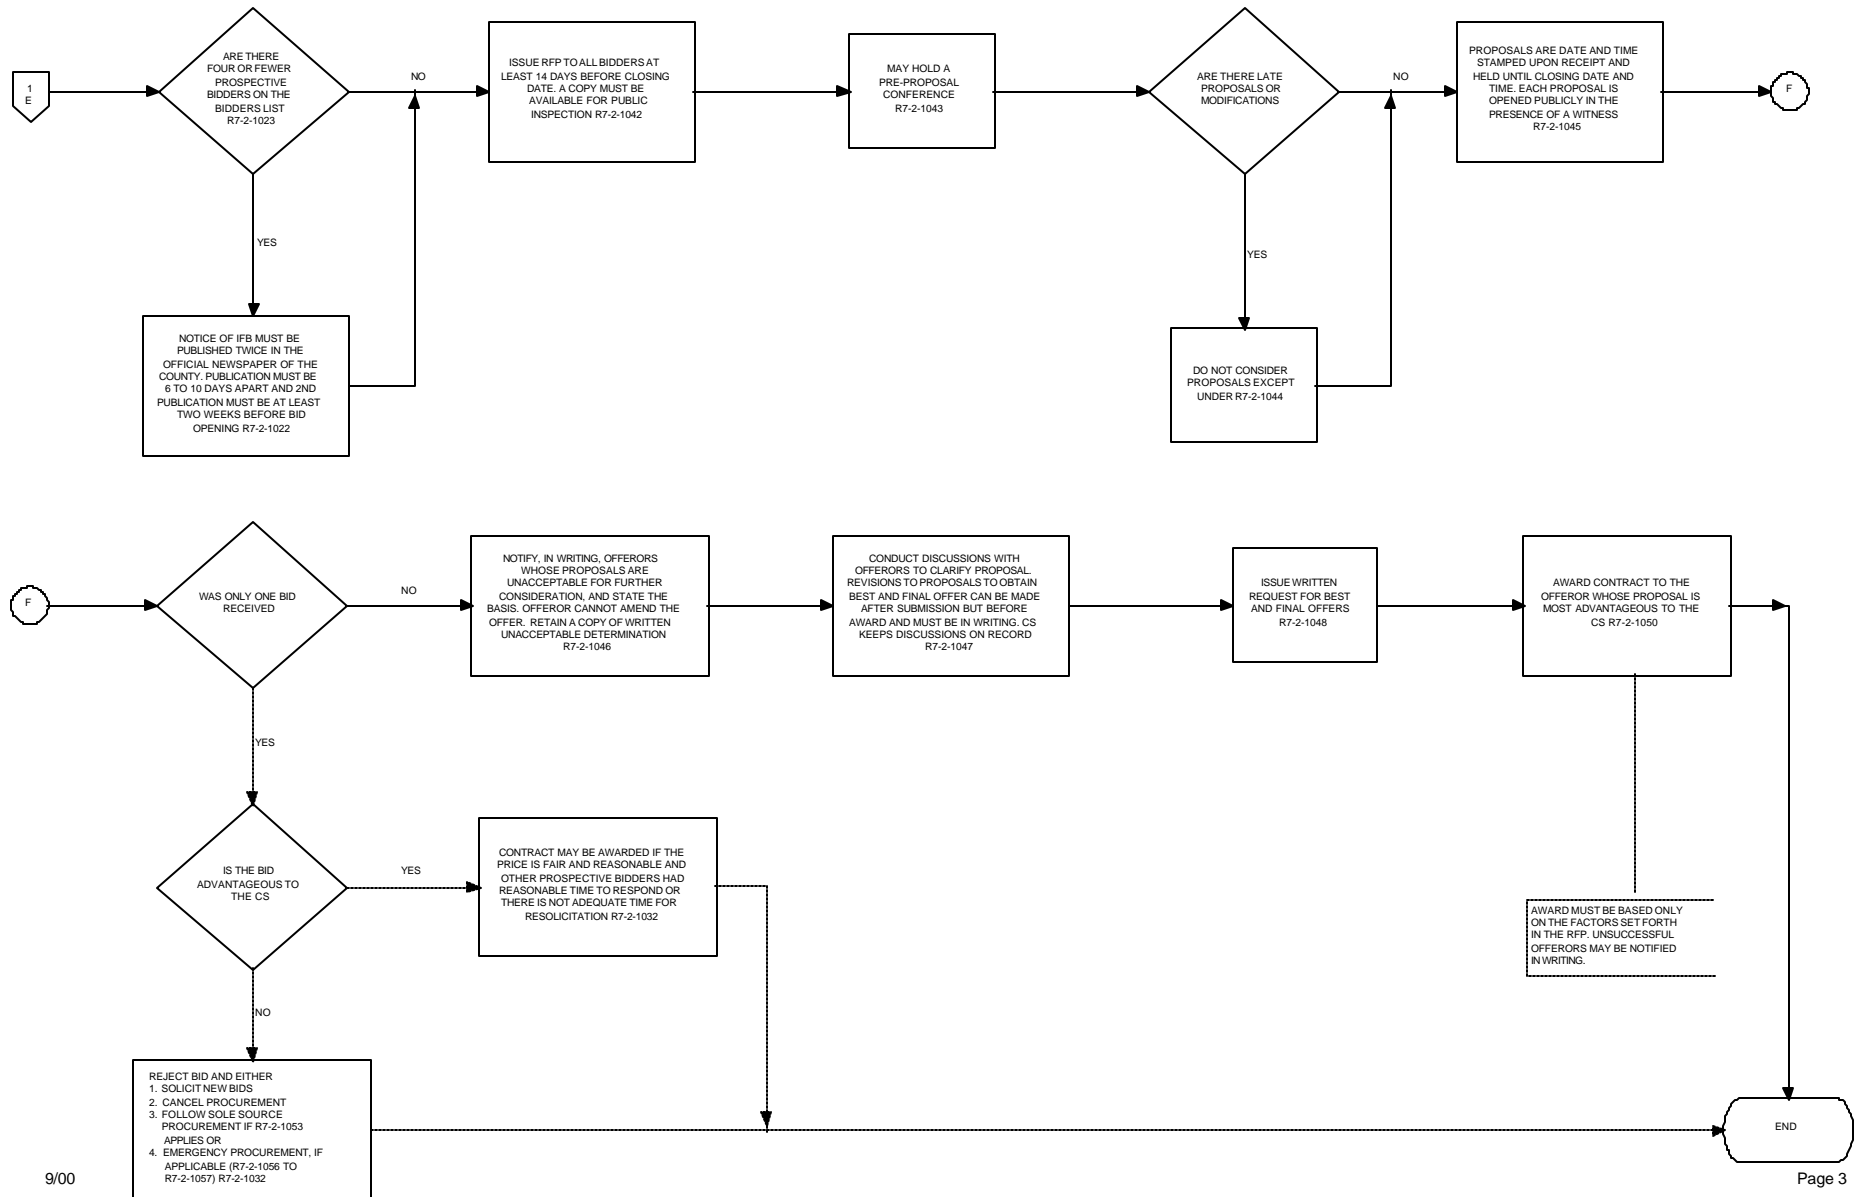 1
E
ARE THERE
FOUR OR FEWER
PROSPECTIVE
BIDDERS ON THE
BIDDERS LIST
R7-2-1023
NO
YES
NOTICE OF IFB MUST BE
PUBLISHED TWICE IN THE
OFFICIAL NEWSPAPER OF THE
COUNTY. PUBLICATION MUST BE
6 TO 10 DAYS APART AND 2ND
PUBLICATION MUST BE AT LEAST
TWO WEEKS BEFORE BID
OPENING R7-2-1022
ISSUE RFP TO ALL BIDDERS AT
LEAST 14 DAYS BEFORE CLOSING
DATE. A COPY MUST BE
AVAILABLE FOR PUBLIC
INSPECTION R7-2-1042
MAY HOLD A
PRE-PROPOSAL
CONFERENCE
R7-2-1043
ARE THERE LATE
PROPOSALS OR
MODIFICATIONS
NO
YES
DO NOT CONSIDER
PROPOSALS EXCEPT
UNDER R7-2-1044
PROPOSALS ARE DATE AND TIME
STAMPED UPON RECEIPT AND
HELD UNTIL CLOSING DATE AND
TIME. EACH PROPOSAL IS
OPENED PUBLICLY IN THE
PRESENCE OF A WITNESS
R7-2-1045
F
F
WAS ONLY ONE BID
RECEIVED
NO
YES
NOTIFY, IN WRITING, OFFERORS
WHOSE PROPOSALS ARE
UNACCEPTABLE FOR FURTHER
CONSIDERATION, AND STATE THE
BASIS. OFFEROR CANNOT AMEND THE
OFFER. RETAIN A COPY OF WRITTEN
UNACCEPTABLE DETERMINATION
R7-2-1046
CONDUCT DISCUSSIONS WITH
OFFERORS TO CLARIFY PROPOSAL.
REVISIONS TO PROPOSALS TO OBTAIN
BEST AND FINAL OFFER CAN BE MADE
AFTER SUBMISSION BUT BEFORE
AWARD AND MUST BE IN WRITING. CS
KEEPS DISCUSSIONS ON RECORD
R7-2-1047
ISSUE WRITTEN
REQUEST FOR BEST
AND FINAL OFFERS
R7-2-1048
AWARD CONTRACT TO THE
OFFEROR WHOSE PROPOSAL IS
MOST ADVANTAGEOUS TO THE
CS R7-2-1050
AWARD MUST BE BASED ONLY
ON THE FACTORS SET FORTH
IN THE RFP. UNSUCCESSFUL
OFFERORS MAY BE NOTIFIED
IN WRITING.
IS THE BID
ADVANTAGEOUS TO
THE CS
YES
NO
CONTRACT MAY BE AWARDED IF THE
PRICE IS FAIR AND REASONABLE AND
OTHER PROSPECTIVE BIDDERS HAD
REASONABLE TIME TO RESPOND OR
THERE IS NOT ADEQUATE TIME FOR
RESOLICITATION R7-2-1032
REJECT BID AND EITHER
1. SOLICIT NEW BIDS
2. CANCEL PROCUREMENT
3. FOLLOW SOLE SOURCE
PROCUREMENT IF R7-2-1053
APPLIES OR
4. EMERGENCY PROCUREMENT, IF
APPLICABLE (R7-2-1056 TO
R7-2-1057) R7-2-1032
END
9/00
Page 3